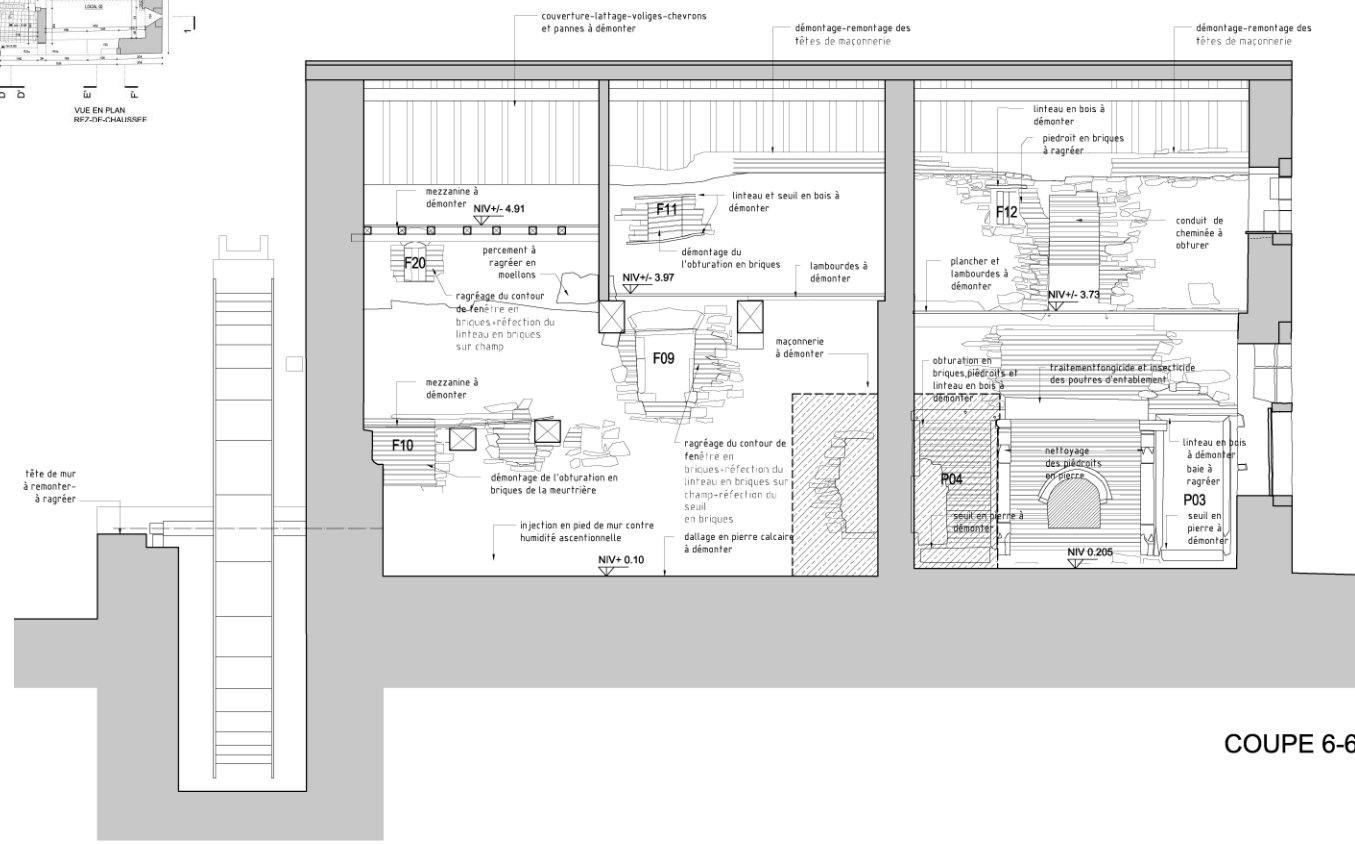 LOCAL 02
1
D
D'
E'
F'
VUE EN PLAN
REZ-DE-CHAUSSEE
couverture-lattage-voliges-chevrons
et pannes à démonter
démontage-remontage des
têtes de maçonnerie
démontage-remontage des
têtes de maçonnerie
linteau en bois à
démonter
piedroit en briques
à ragréer
mezzanine à
démonter
NIV+/- 4.91
F11
linteau et seuil en bois à
démonter
F12
conduit de
cheminée à
obturer
percement à
ragréer en
moellons
F20
démontage du
l'obturation en briques
lambourdes à
démonter
plancher et
lambourdes à
démonter
NIV+/- 3.97
NIV+/- 3.73
ragréage du contour
de fenêtre en
briques+réfection du
linteau en briques
sur champ
F09
maçonnerie
à démonter
obturation en
briques,piédroits et
linteau en bois à
démonter
traitementfongicide et insecticide
des poutres d'entablement
mezzanine à
démonter
F10
ragréage du contour de
fenêtre en
briques+réfection du
linteau en briques sur
champ+réfection du
seuil
en briques
nettoyage
des piédroits
en pierre
linteau en bois
à démonter
baie à
ragréer
P03
seuil en
pierre à
démonter
tête de mur
à remonter-
à ragréer
démontage de l'obturation en
briques de la meurtrière
P04
seuil en pierre à
démonter
injection en pied de mur contre
humidité ascentionnelle
dallage en pierre calcaire
à démonter
NIV+ 0.10
NIV 0.205
COUPE 6-6